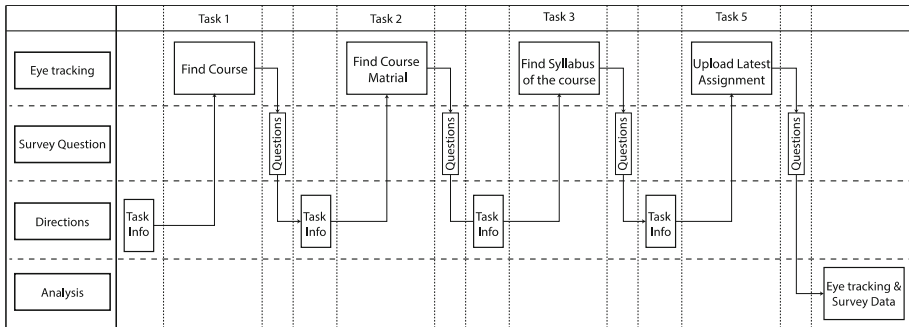 Task 1
Task 2
Task 3
Task 5
Eye tracking
Find Course
Find Course
Matrial
Find Syllabus
of the course
Upload Latest
Assignment
Survey Question
Questions
Questions
Questions
Questions
Directions
Task
Info
Task
Info
Task
Info
Task
Info
Analysis
Eye tracking &
Survey Data